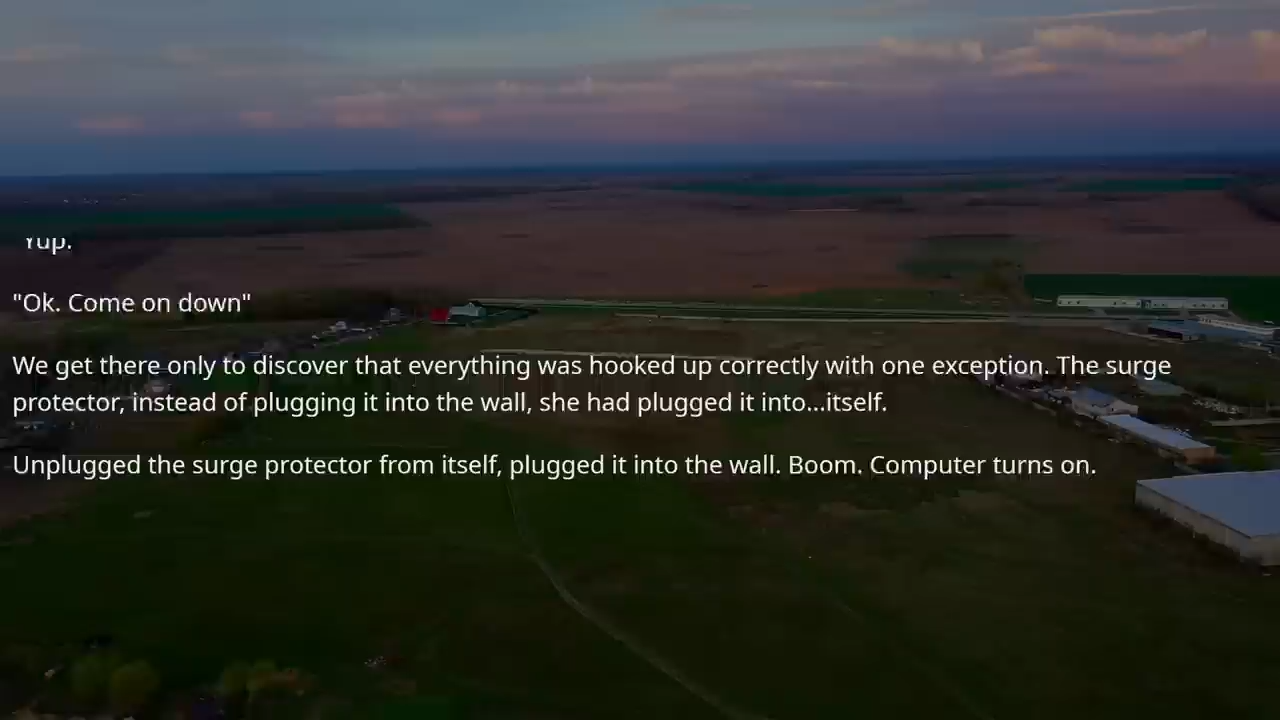 Yup.
"Ok. Come on down"
We get there only to discover that everything was hooked up correctly with one exception. The surge
protector, instead of plugging it into the wall, she had plugged it into...itself.
Unplugged the surge protector from itself, plugged it into the wall. Boom. Computer turns on.